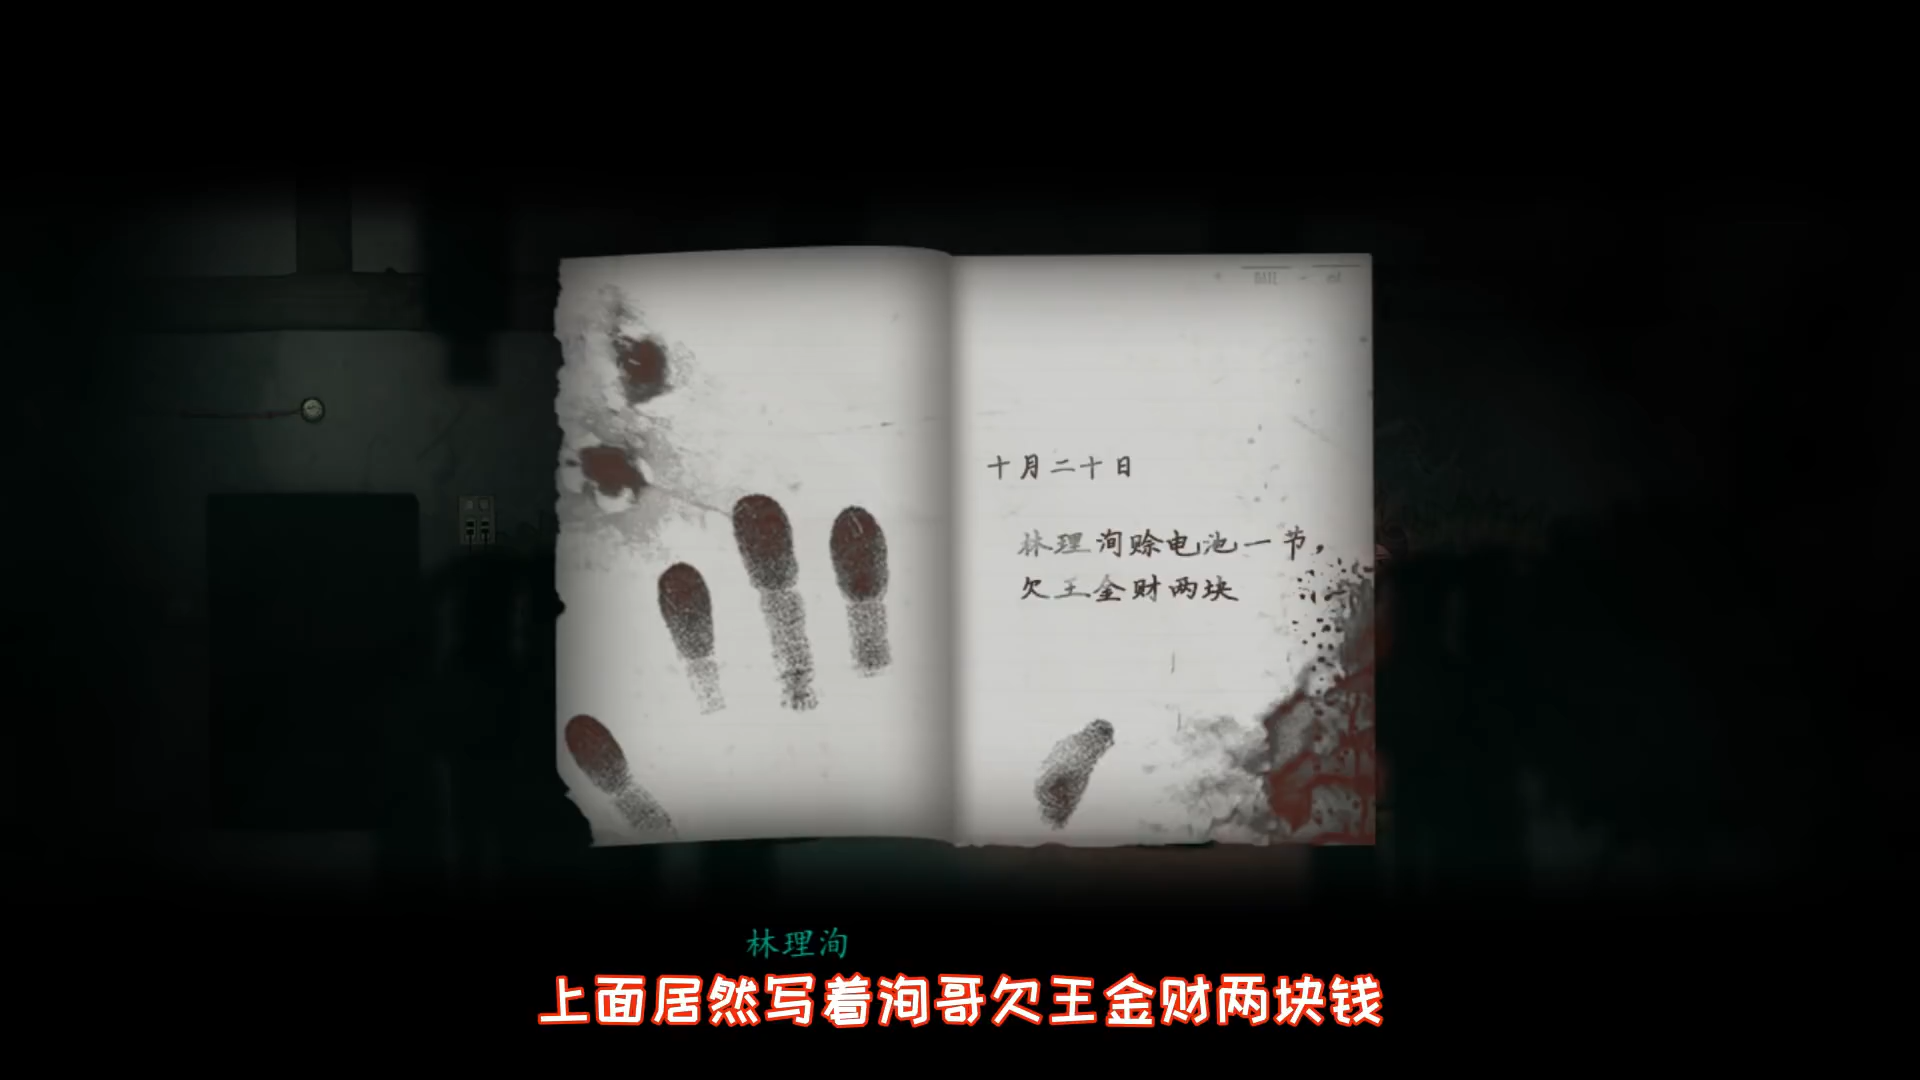 DATE
十月二十日
林理洵赊电池一节，
欠王金财两块
林理洵
上面居然写着洵哥欠王金财两块钱